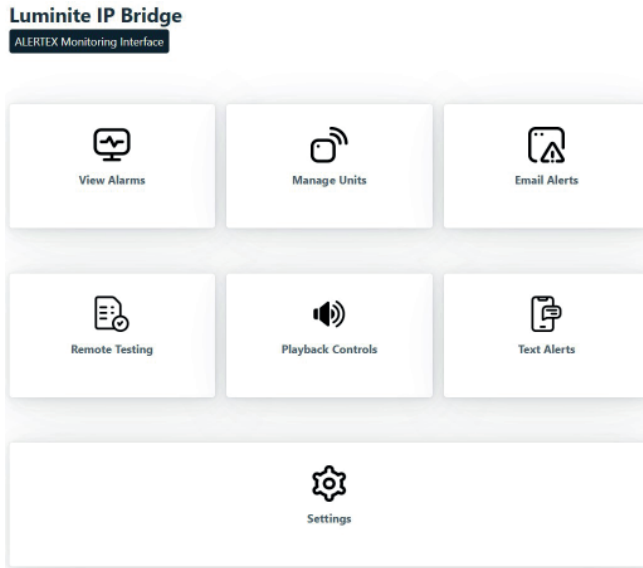 Luminite IP Bridge
ALERTEX Monitoring Interface
View Alarms
Manage Units
Email Alerts
Remote Testing
Playback Controls
Text Alerts
Settings